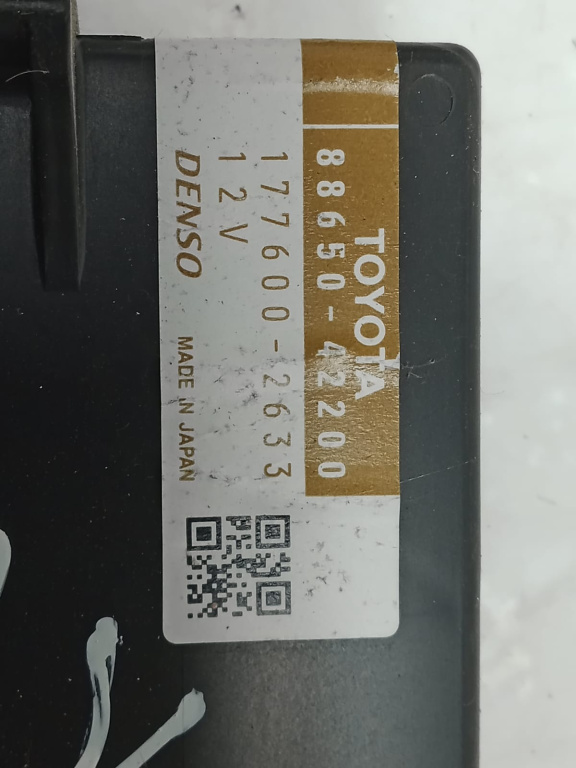 TOYOTA
88650-42200
177600-2633
12V
DENSO MADE IN JAPAN